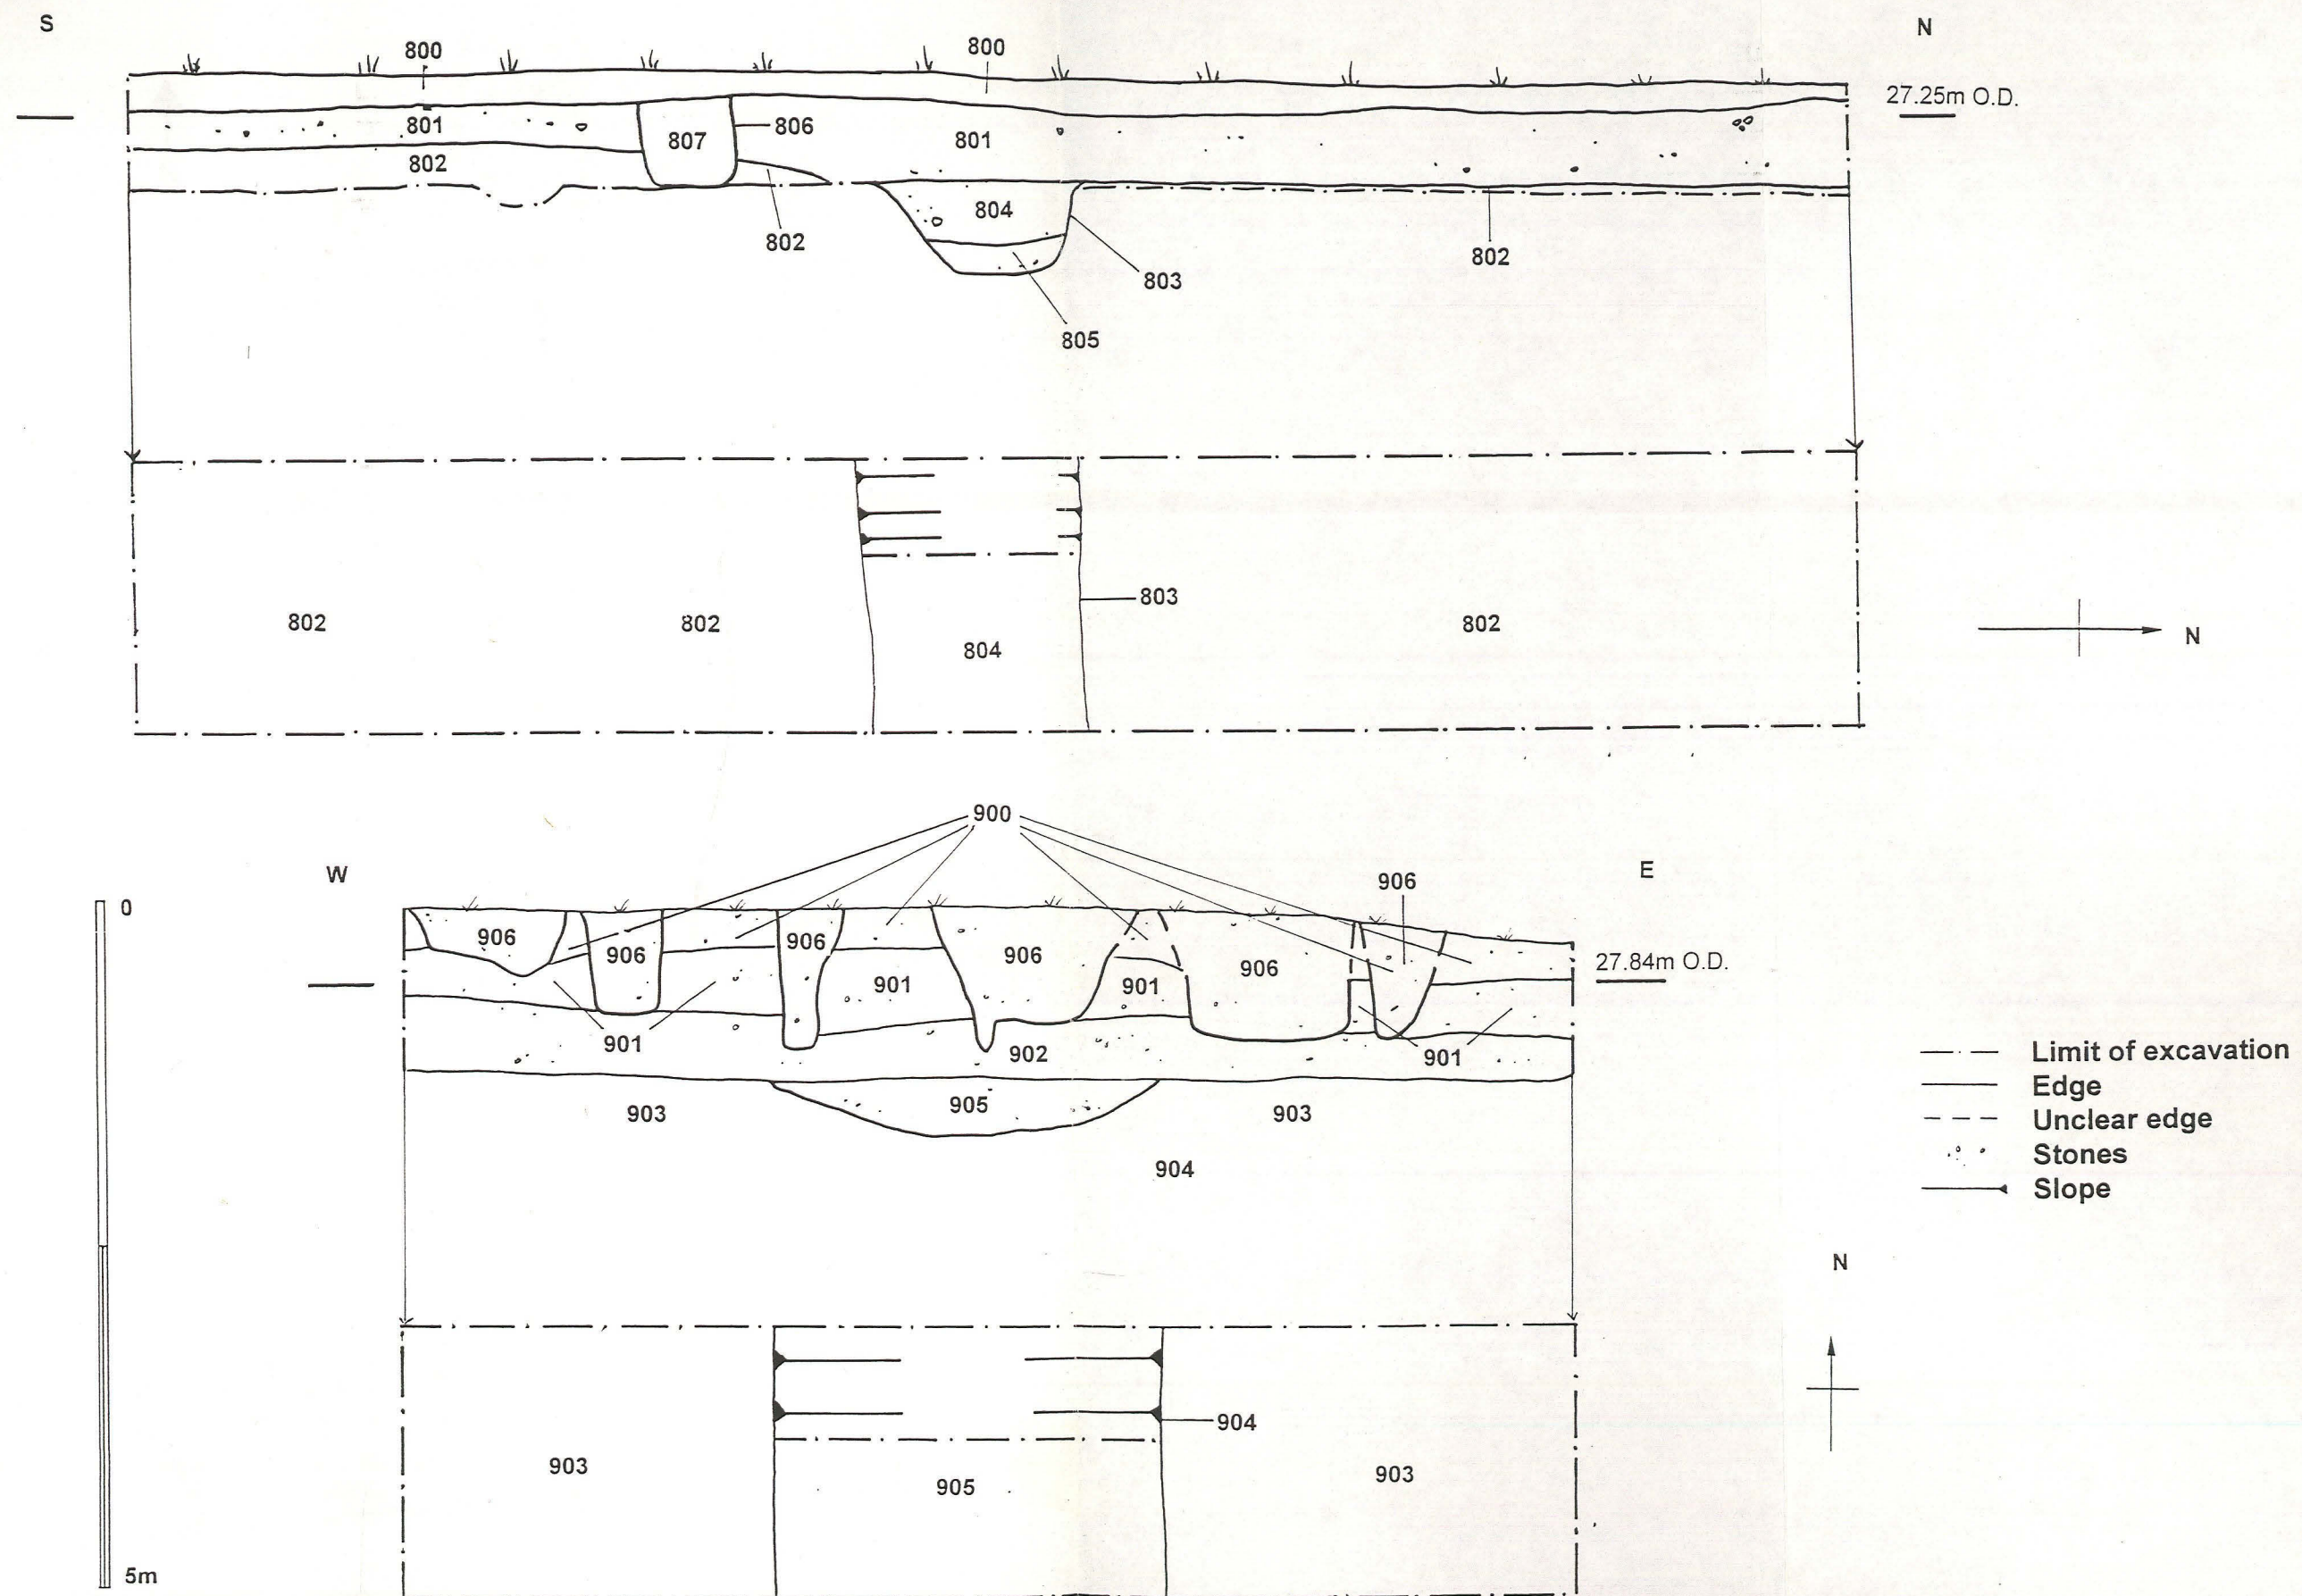 S
N
800
800
27.25m O.D.
801
807
806
801
802
804
802
803
802
805
802
802
803
802
804
N
900
W
E
906
0
906
906
906
906
906
27.84m O.D.
901
901
901
902
901
Limit of excavation
Edge
Unclear edge
Stones
Slope
903
905
903
904
N
904
903
905
903
5m